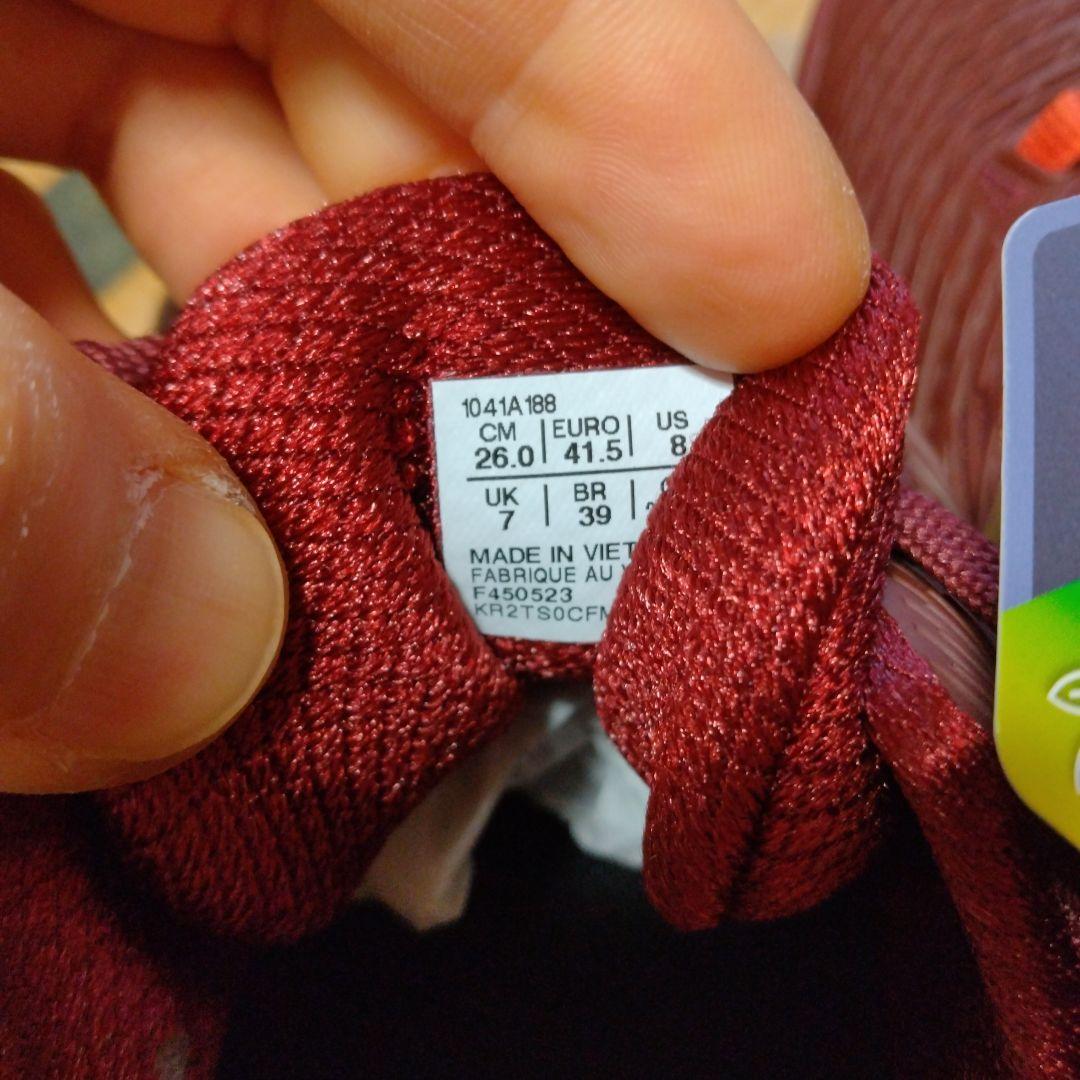 1041A188
CM EURO US
26.0 41.5 8
UK BR
7 39
MADE IN VIET
FABRIQUE AU
F450523
KR2TS0CFM